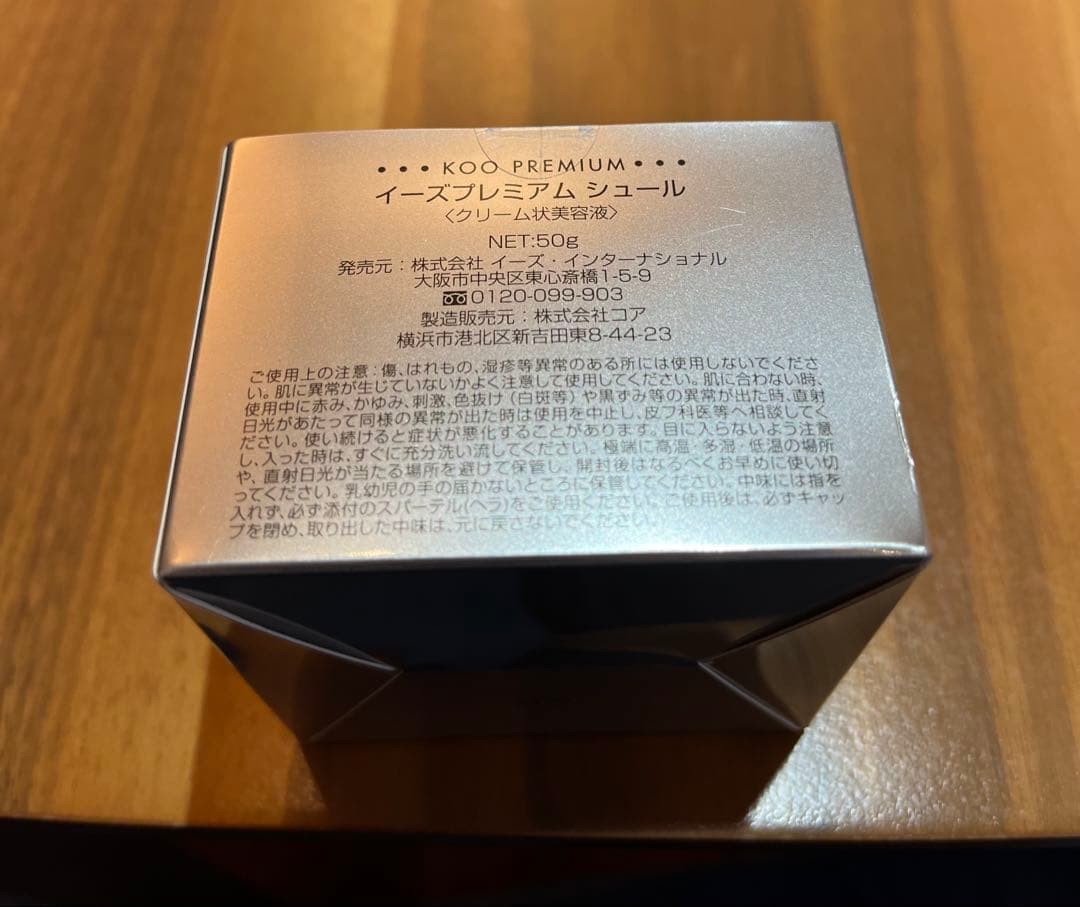 ••• KOO PREMIUM •••
イーズプレミアム シュール
〈クリーム状美容液〉
NET:50g
発売元：株式会社 イーズ・インターナショナル
大阪市中央区東心斎橋1-5-9
0120-099-903
製造販売元：株式会社コア
横浜市港北区新吉田東8-44-23
ご使用上の注意：傷、はれもの、湿疹等異常のある所には使用しないでくださ
い。肌に異常が生じていないかよく注意して使用してください。肌に合わない時、
使用中に赤み、かゆみ、刺激、色抜け（白斑等）や黒ずみ等の異常が出た時、直射
日光があたって同様の異常が出た時は使用を中止し、皮フ科医等へ相談してく
ださい。使い続けると症状が悪化することがあります。目に入らないよう注意
し、入った時は、すぐに充分洗い流してください。極端に高温・多湿・低温の場所
や、直射日光が当たる場所を避けて保管し、開封後はなるべくお早めに使い切
ってください。乳幼児の手の届かないところに保管してください。中味には指を
入れず、必ず添付のスパーテル(ヘラ)をご使用ください。ご使用後は、必ずキャッ
プを閉め、取り出した中味は、元に戻さないでください。